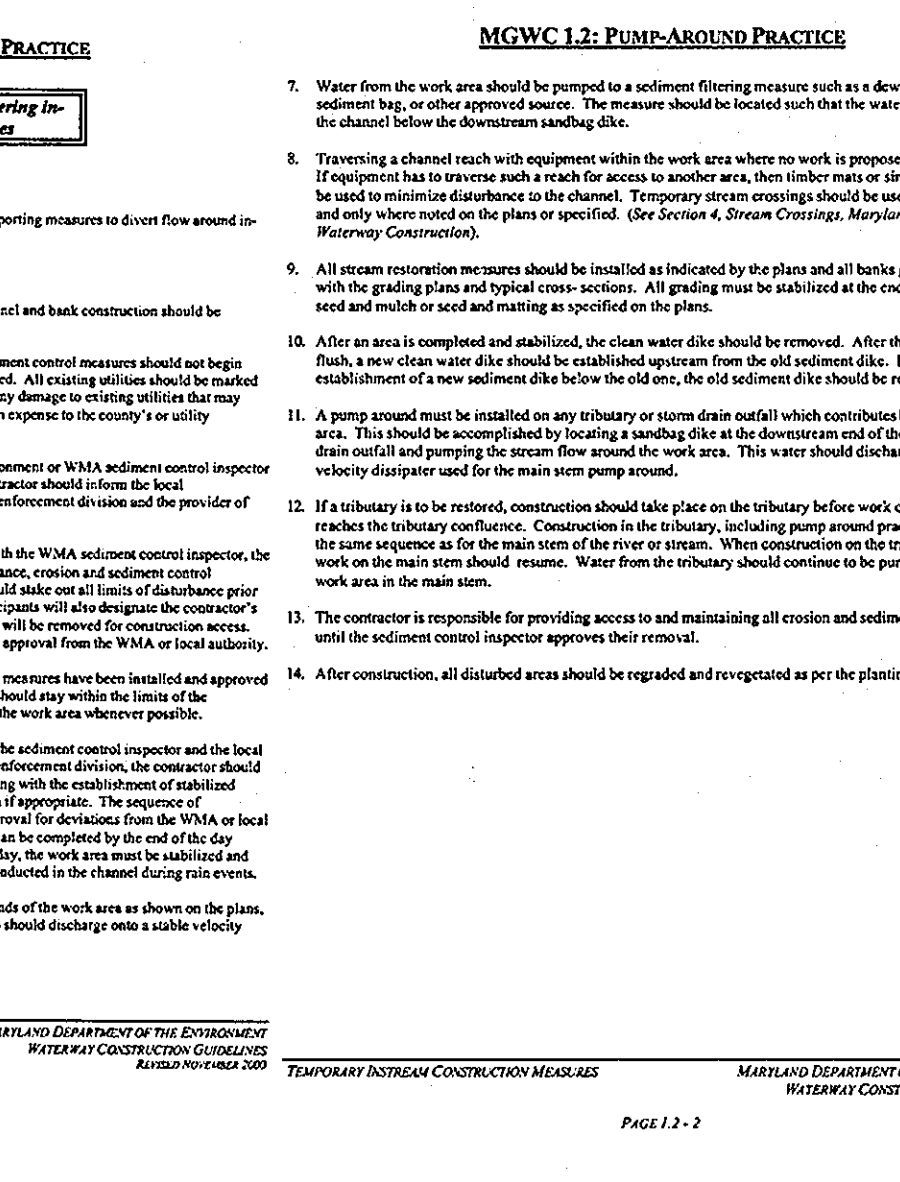 PRACTICE
ering in-
es
porting measures to divert flow around in-
nel and bank construction should be
ment control measures should not begin
ed. All existing utilities should be marked
ny damage to existing utilities that may
n expense to the county's or utility
onment or WMA sediment control inspector
tractor should inform the local
enforcement division and the provider of
th the WMA sediment control inspector, the
ance, erosion and sediment control
uld stake out all limits of disturbance prior
cipants will also designate the contractor's
will be removed for construction access.
approval from the WMA or local authority.
measures have been installed and approved
should stay within the limits of the
the work area whenever possible.
he sediment control inspector and the local
enforcement division, the contractor should
ng with the establishment of stabilized
if appropriate. The sequence of
roval for deviations from the WMA or local
an be completed by the end of the day
day, the work area must be stabilized and
nducted in the channel during rain events.
nds of the work area as shown on the plans.
should discharge onto a stable velocity
ARYLAND DEPARTMENT OF THE ENVIRONMENT
WATERWAY CONSTRUCTION GUIDELINES
REVISED NOVEMBER 2000
MGWC 1.2: PUMP-AROUND PRACTICE
7. Water from the work area should be pumped to a sediment filtering measure such as a dew
sediment bag, or other approved source. The measure should be located such that the wate
the channel below the downstream sandbag dike.
8. Traversing a channel reach with equipment within the work area where no work is propose
If equipment has to traverse such a reach for access to another area, then timber mats or sim
be used to minimize disturbance to the channel. Temporary stream crossings should be use
and only where noted on the plans or specified. (See Section 4, Stream Crossings, Marylan
Waterway Construction).
9. All stream restoration measures should be installed as indicated by the plans and all banks g
with the grading plans and typical cross- sections. All grading must be stabilized at the end
seed and mulch or seed and matting as specified on the plans.
10. After an area is completed and stabilized, the clean water dike should be removed. After th
flush, a new clean water dike should be established upstream from the old sediment dike.
establishment of a new sediment dike below the old one, the old sediment dike should be re
11. A pump around must be installed on any tributary or storm drain outfall which contributes
area. This should be accomplished by locating a sandbag dike at the downstream end of the
drain outfall and pumping the stream flow around the work area. This water should dischar
velocity dissipater used for the main stem pump around.
12. If a tributary is to be restored, construction should take place on the tributary before work o
reaches the tributary confluence. Construction in the tributary, including pump around prac
the same sequence as for the main stem of the river or stream. When construction on the tri
work on the main stem should resume. Water from the tributary should continue to be pum
work area in the main stem.
13. The contractor is responsible for providing access to and maintaining all erosion and sedime
until the sediment control inspector approves their removal.
14. After construction, all disturbed areas should be regraded and revegetated as per the plantin
TEMPORARY INSTREAM CONSTRUCTION MEASURES
MARYLAND DEPARTMENT
WATERWAY CONST
PAGE 1.2 - 2